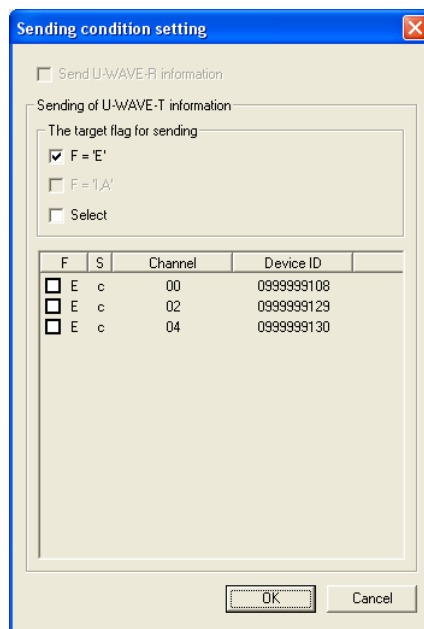 Sending condition setting
Send U-WAVE-R information
Sending of U-WAVE-T information
The target flag for sending
F = 'E'
F = 'I,A'
Select
F S Channel Device ID
E c 00 0999999108
E c 02 0999999129
E c 04 0999999130
OK Cancel